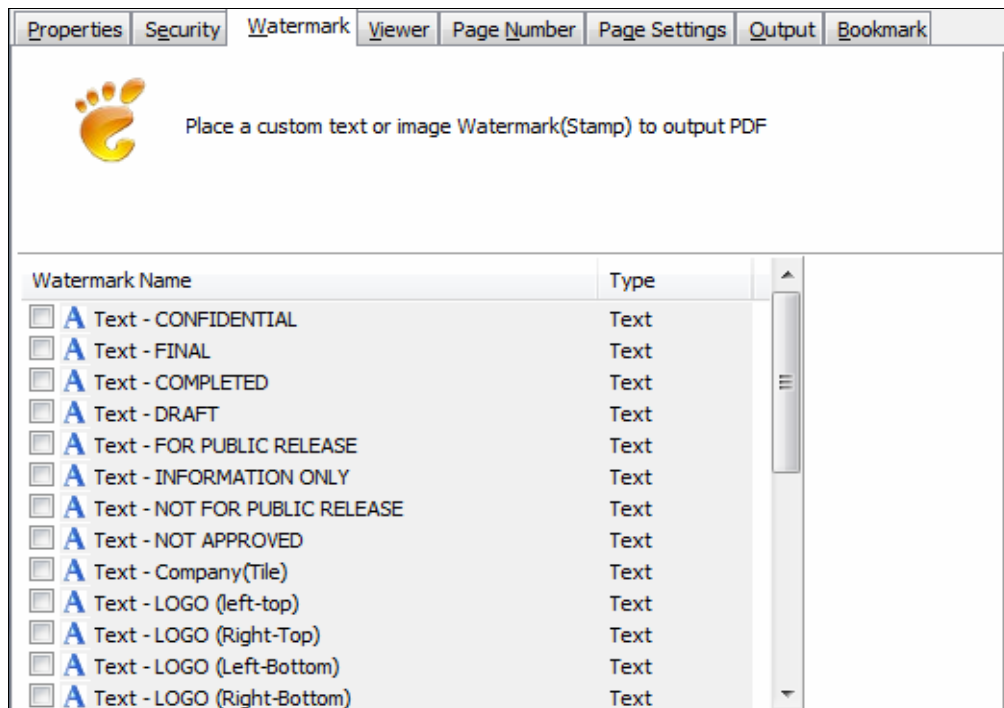 Properties Security Watermark Viewer Page Number Page Settings Output Bookmark
Place a custom text or image Watermark(Stamp) to output PDF
Watermark Name Type
A Text - CONFIDENTIAL Text
A Text - FINAL Text
A Text - COMPLETED Text
A Text - DRAFT Text
A Text - FOR PUBLIC RELEASE Text
A Text - INFORMATION ONLY Text
A Text - NOT FOR PUBLIC RELEASE Text
A Text - NOT APPROVED Text
A Text - Company(Tile) Text
A Text - LOGO (left-top) Text
A Text - LOGO (Right-Top) Text
A Text - LOGO (Left-Bottom) Text
A Text - LOGO (Right-Bottom) Text